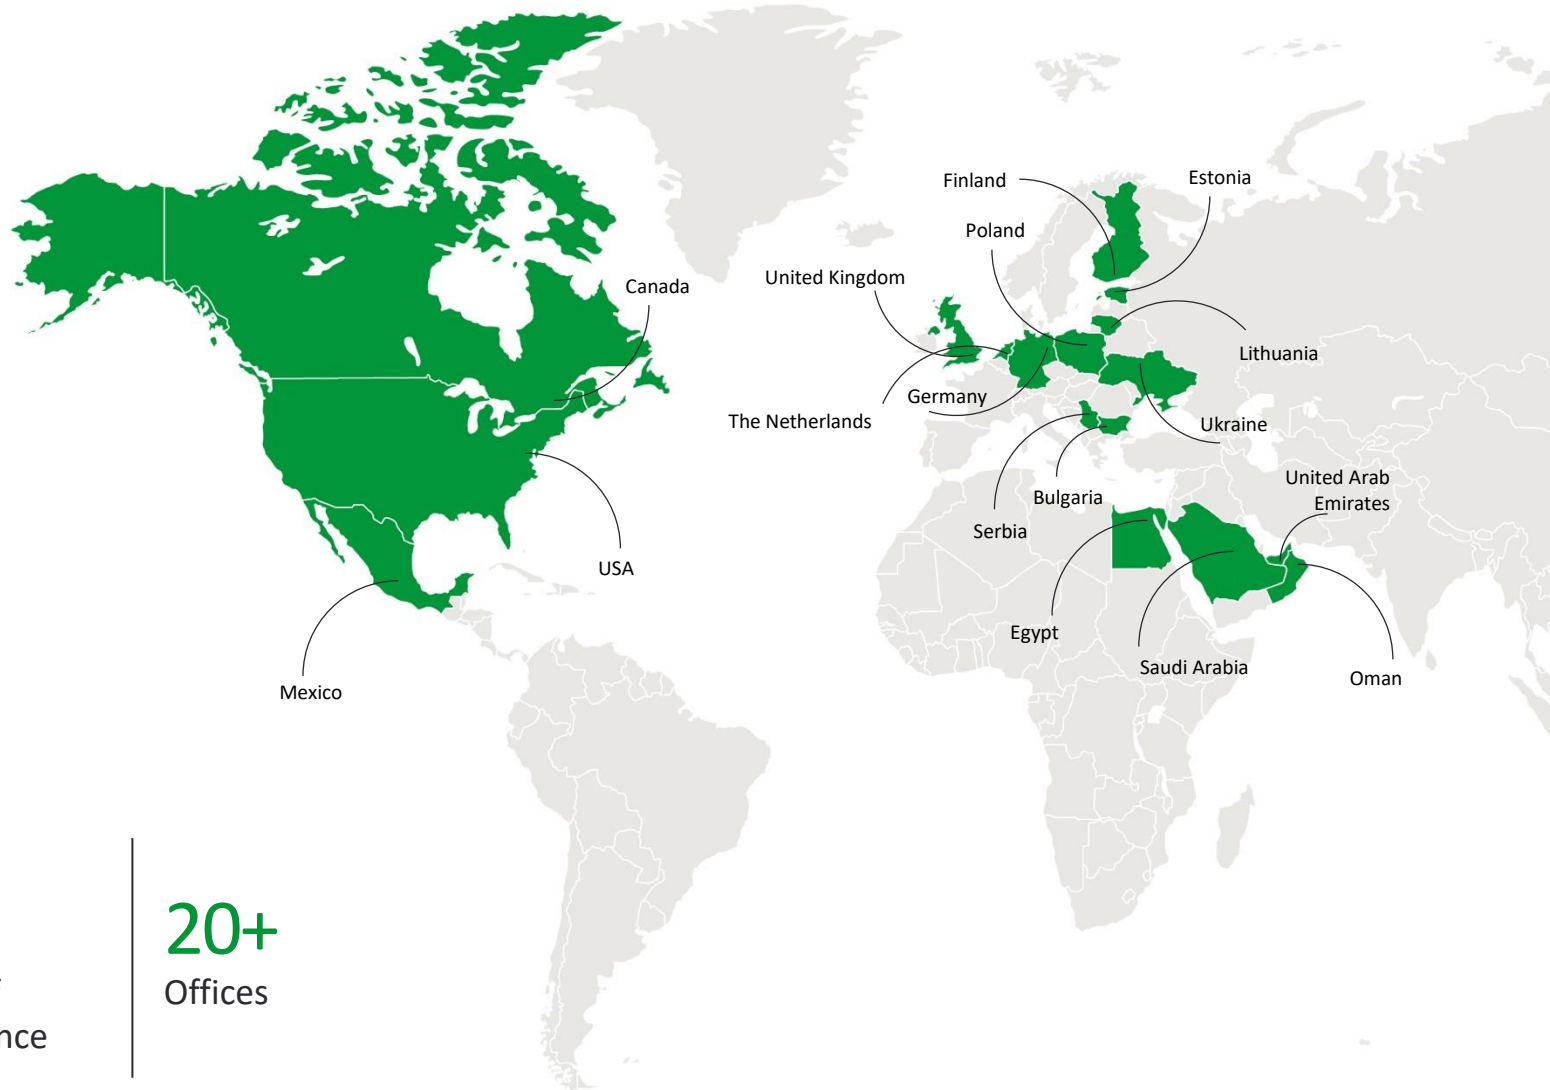 Finland
Estonia
Poland
United Kingdom
Canada
Lithuania
Germany
The Netherlands
Ukraine
United Arab
Emirates
Bulgaria
Serbia
USA
Egypt
Saudi Arabia
Oman
Mexico
20+
Offices